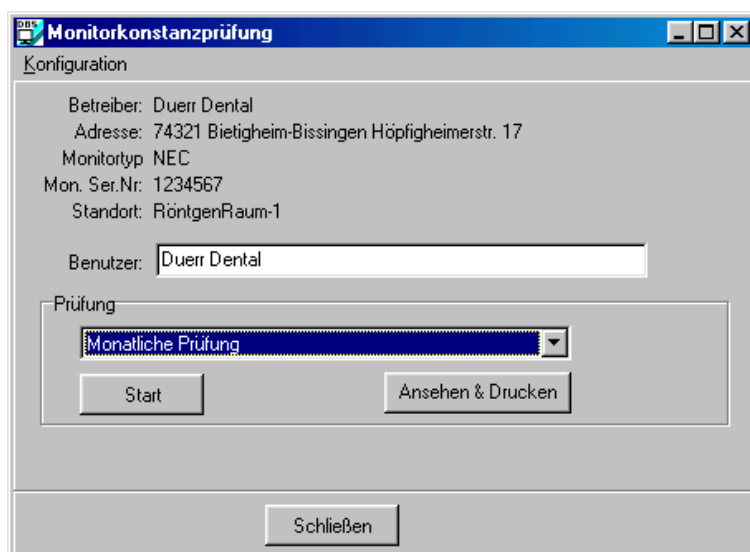 DBS
Monitorkonstanzprüfung
Konfiguration
Betreiber: Duerr Dental
Adresse: 74321 Bietigheim-Bissingen Höpfigheimerstr. 17
Monitortyp NEC
Mon. Ser.Nr: 1234567
Standort: RöntgenRaum-1
Benutzer: Duerr Dental
Prüfung
Monatliche Prüfung
Start Ansehen & Drucken
Schließen